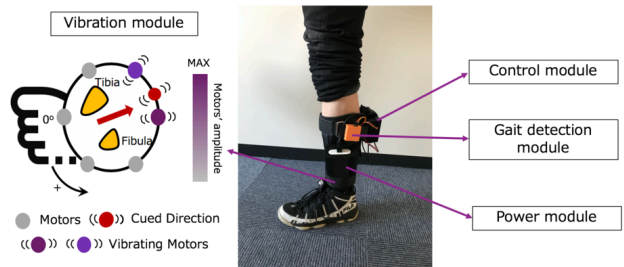 Vibration module
MAX
Tibia
0º
Fibula
+
Motors' amplitude
Motors
Cued Direction
Vibrating Motors
Control module
Gait detection
module
Power module